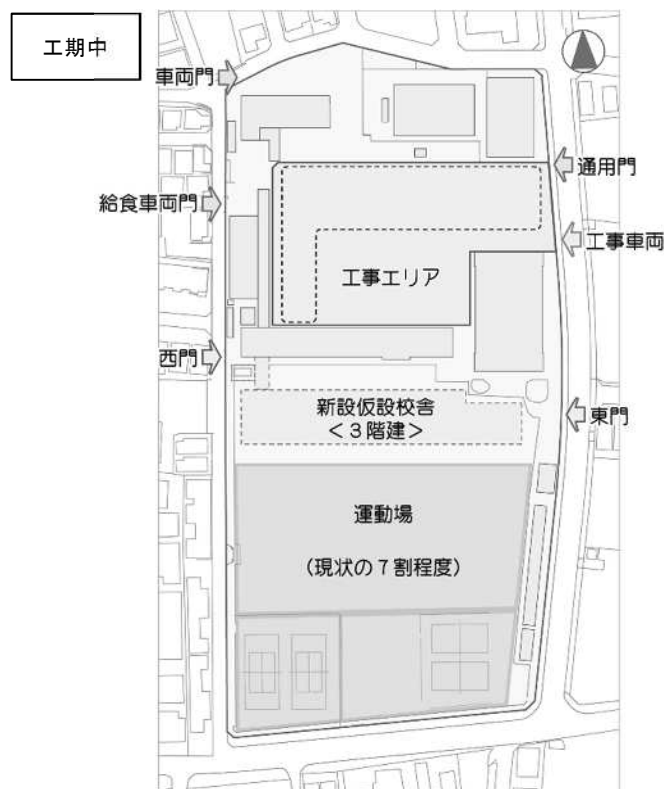 工期中
車両門
通用門
給食車両門
工事車両
工事エリア
西門
新設仮設校舎
＜３階建＞
東門
運動場
(現状の７割程度)